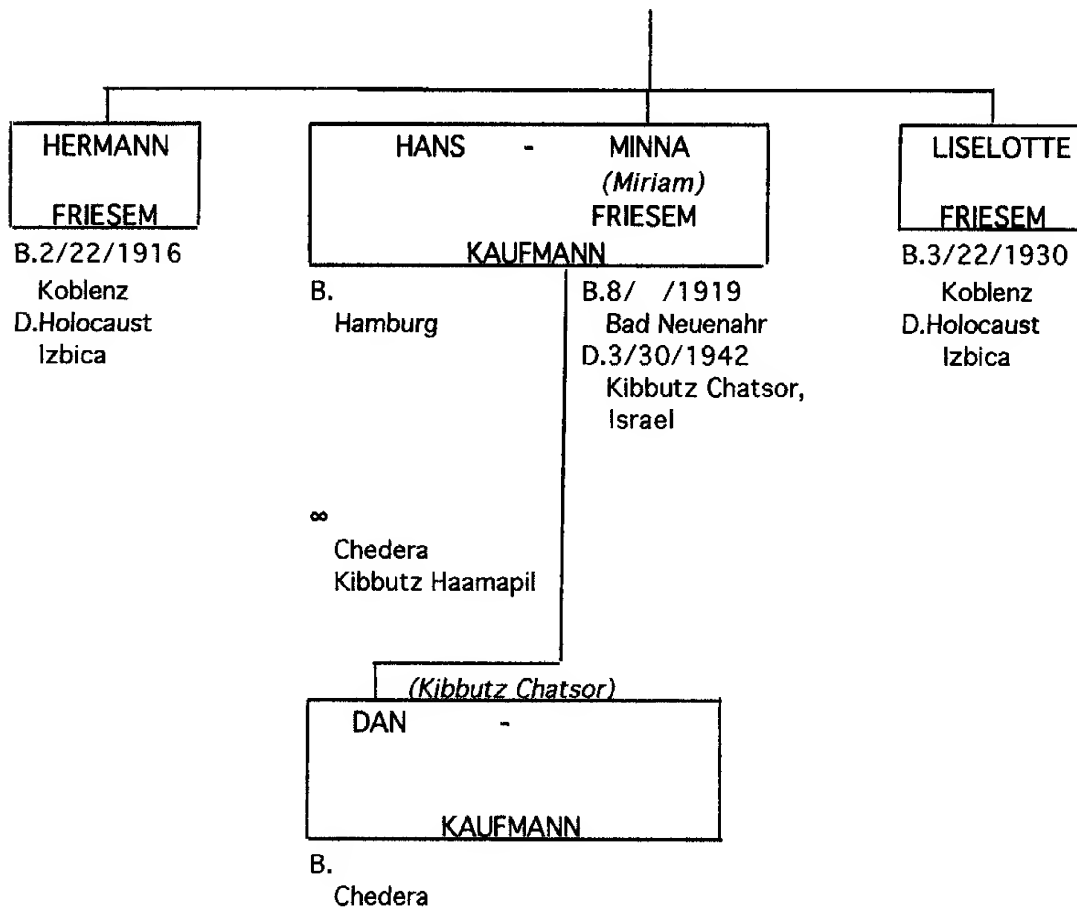 HERMANN
FRIESEM
B.2/22/1916
Koblenz
D.Holocaust
Izbica
HANS - MINNA
(Miriam)
FRIESEM
KAUFMANN
B.
Hamburg
B.8/ /1919
Bad Neuenahr
D.3/30/1942
Kibbutz Chatsor,
Israel
LISELOTTE
FRIESEM
B.3/22/1930
Koblenz
D.Holocaust
Izbica
∞
Chedera
Kibbutz Haamapil
(Kibbutz Chatsor)
DAN -
KAUFMANN
B.
Chedera